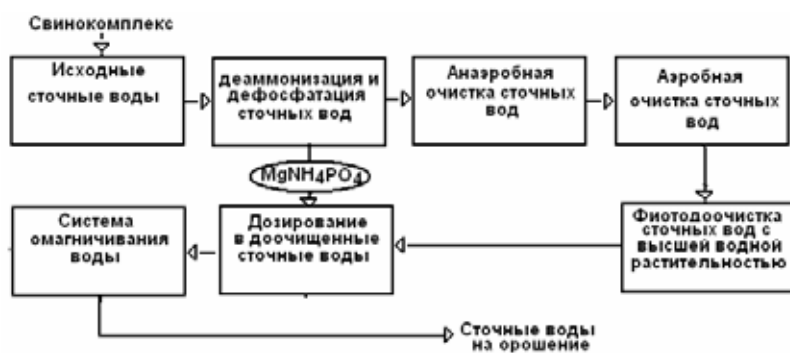 Свинокомплекс
Исходные
сточные воды
деаммонизация и
дефосфатация
сточных вод
Анаэробная
очистка сточных
вод
Аэробная
очистка сточных
вод
MgNH4PO4
Система
омагничивания
воды
Дозирование
в доочищенные
сточные воды
Фиотодоочистка
сточных вод с
высшей водной
растительностью
Сточные воды
на орошение